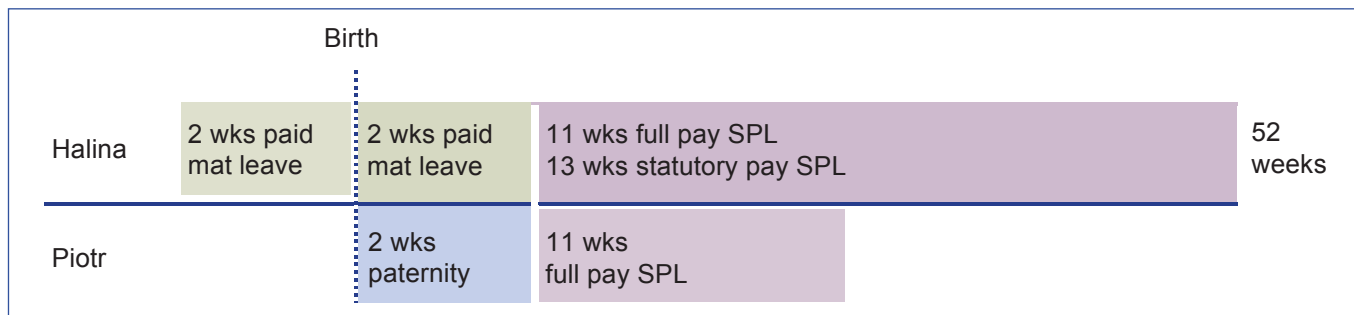 Birth
Halina
2 wks paid
mat leave
2 wks paid
mat leave
11 wks full pay SPL
13 wks statutory pay SPL
52
weeks
Piotr
2 wks
paternity
11 wks
full pay SPL